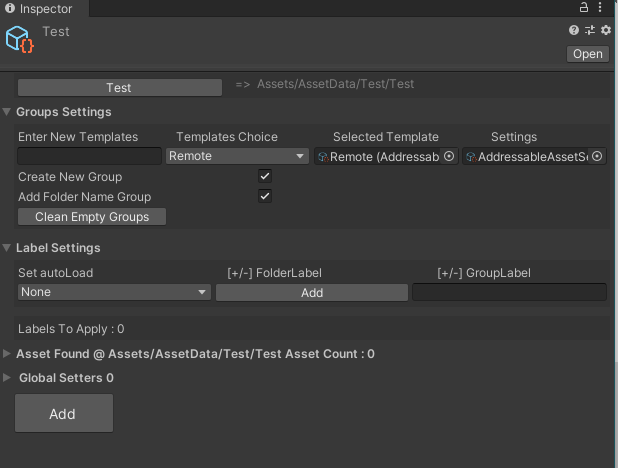 Inspector
Test
Open
Test => Assets/AssetData/Test/Test
Groups Settings
Enter New Templates Templates Choice Selected Template Settings
Remote Remote (Addressab AddressableAssetSe
Create New Group
Add Folder Name Group
Clean Empty Groups
Label Settings
Set autoLoad [+/-] FolderLabel [+/-] GroupLabel
None Add
Labels To Apply : 0
Asset Found @ Assets/AssetData/Test/Test Asset Count : 0
Global Setters 0
Add